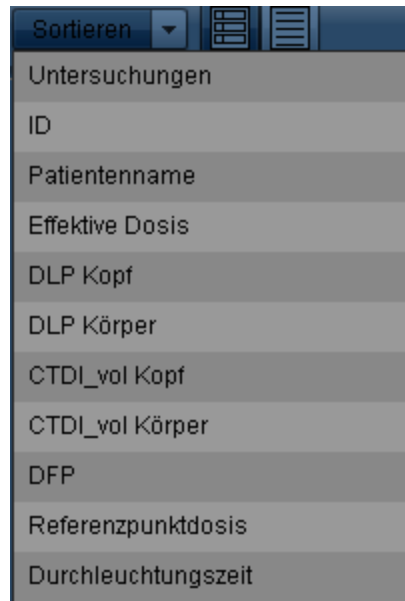 Sortieren
Untersuchungen
ID
Patientenname
Effektive Dosis
DLP Kopf
DLP Körper
CTDI_vol Kopf
CTDI_vol Körper
DFP
Referenzpunktdosis
Durchleuchtungszeit